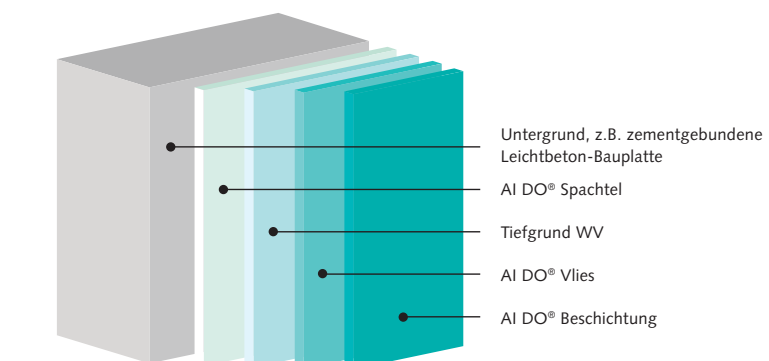 Untergrund, z.B. zementgebundene
Leichtbeton-Bauplatte
AI DO® Spachtel
Tiefgrund WV
AI DO® Vlies
AI DO® Beschichtung